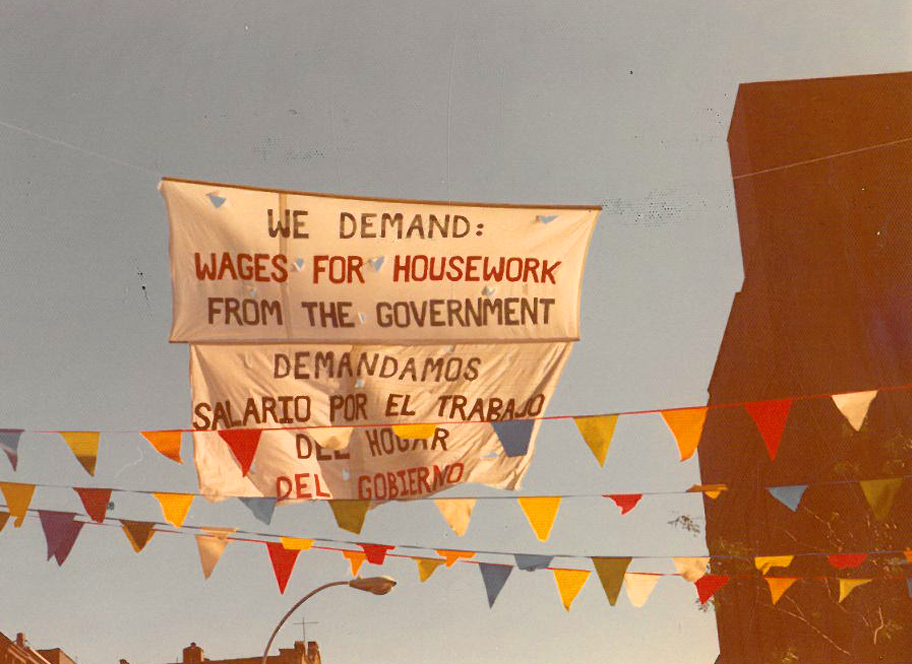 WE DEMAND:
WAGES FOR HOUSEWORK
FROM THE GOVERNMENT
DEMANDAMOS
SALARIO POR EL TRABAJO
DEL HOGAR
DEL GOBIERNO